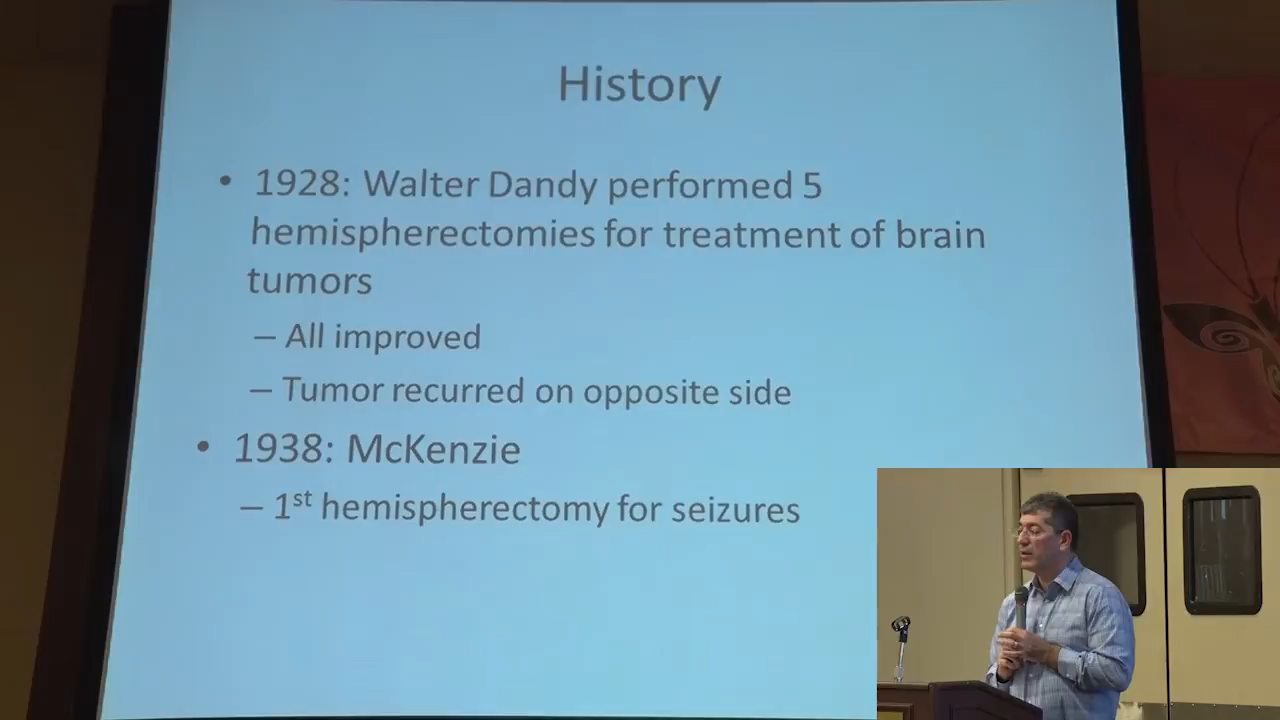 History
• 1928: Walter Dandy performed 5
hemispherectomies for treatment of brain
tumors
– All improved
– Tumor recurred on opposite side
• 1938: McKenzie
– 1st hemispherectomy for seizures